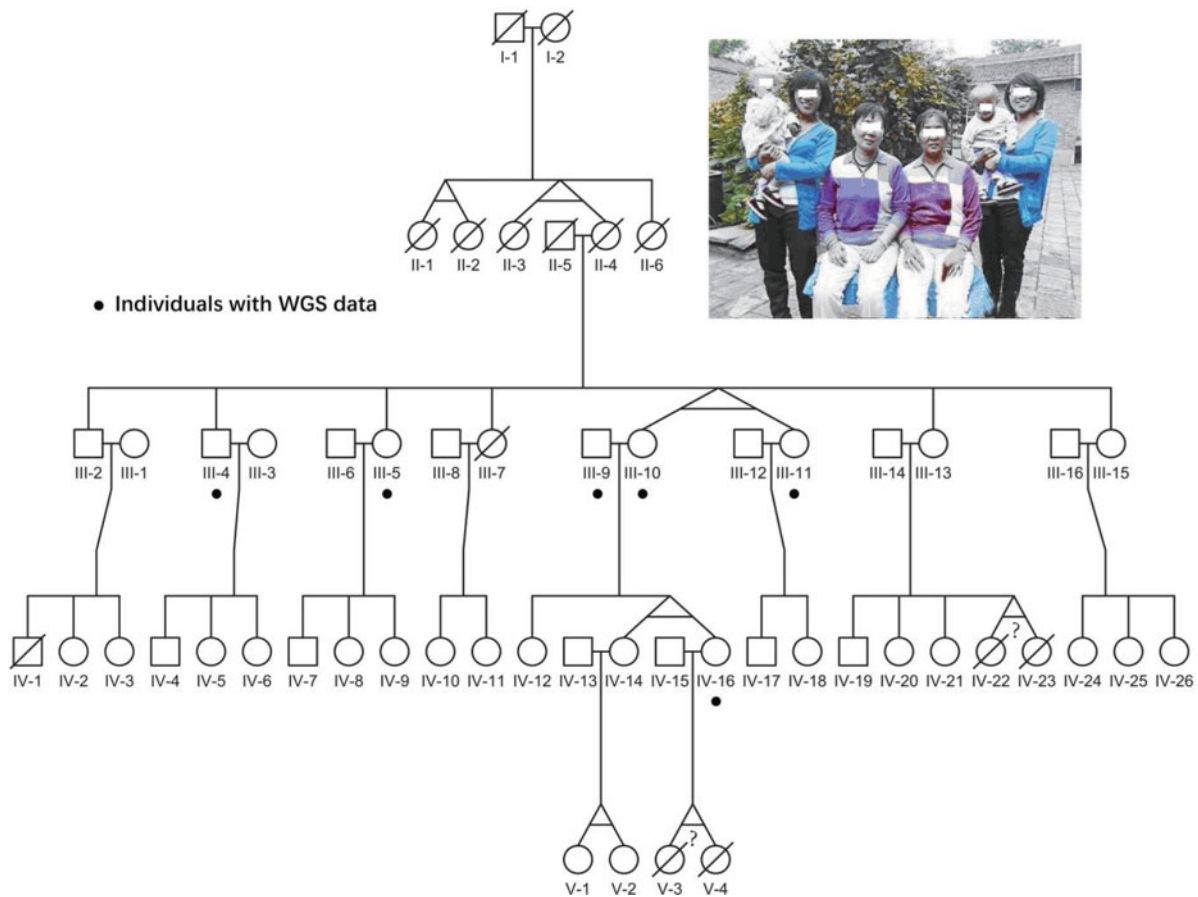 I-1 I-2
II-1 II-2 II-3 II-5 II-4 II-6
● Individuals with WGS data
III-2 III-1 III-4 III-3 III-6 III-5 III-8 III-7 III-9 III-10 III-12 III-11 III-14 III-13 III-16 III-15
?
?
IV-1 IV-2 IV-3 IV-4 IV-5 IV-6 IV-7 IV-8 IV-9 IV-10 IV-11 IV-12 IV-13 IV-14 IV-15 IV-16 IV-17 IV-18 IV-19 IV-20 IV-21 IV-22 IV-23 IV-24 IV-25 IV-26
V-1 V-2 V-3 V-4